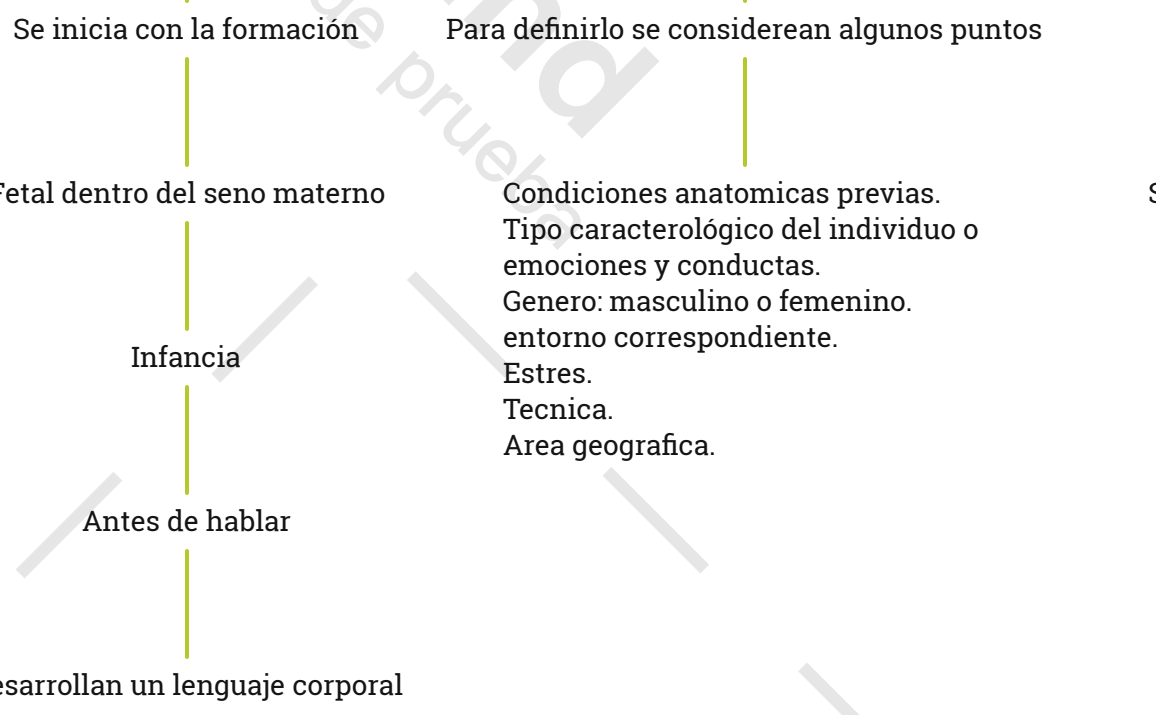 Se inicia con la formación
Para definirlo se considerean algunos puntos
Fetal dentro del seno materno
Condiciones anatomicas previas.
Tipo caracterológico del individuo o
emociones y conductas.
Genero: masculino o femenino.
entorno correspondiente.
Estres.
Tecnica.
Area geografica.
Infancia
Antes de hablar
esarrollan un lenguaje corporal
de prueba